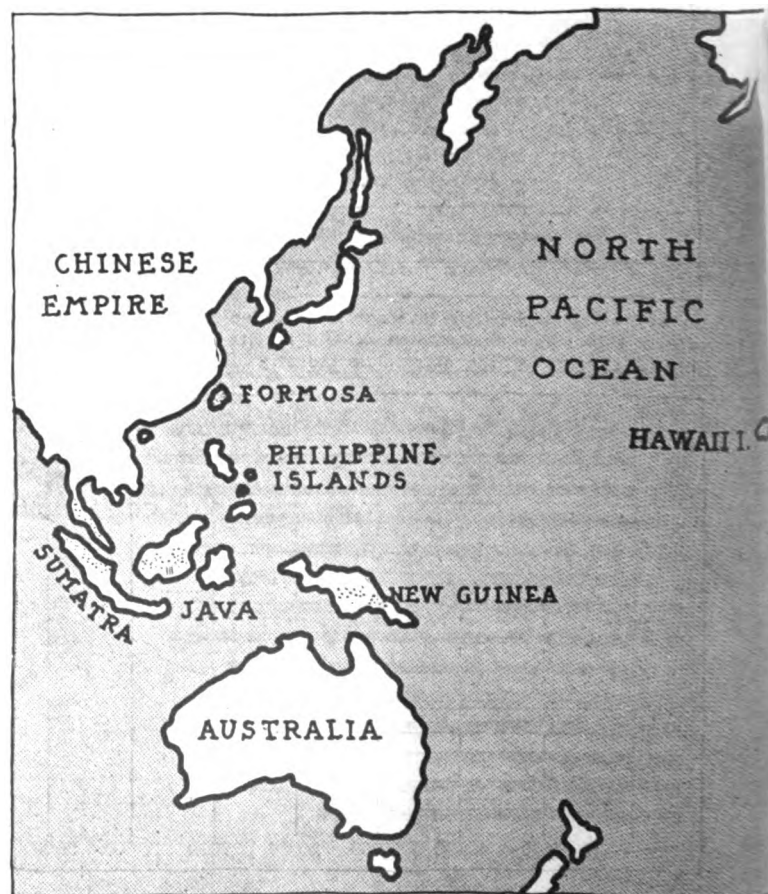 CHINESE
EMPIRE
NORTH
PACIFIC
OCEAN
FORMOSA
HAWAII I.
PHILIPPINE
ISLANDS
SUMATRA
JAVA
NEW GUINEA
AUSTRALIA